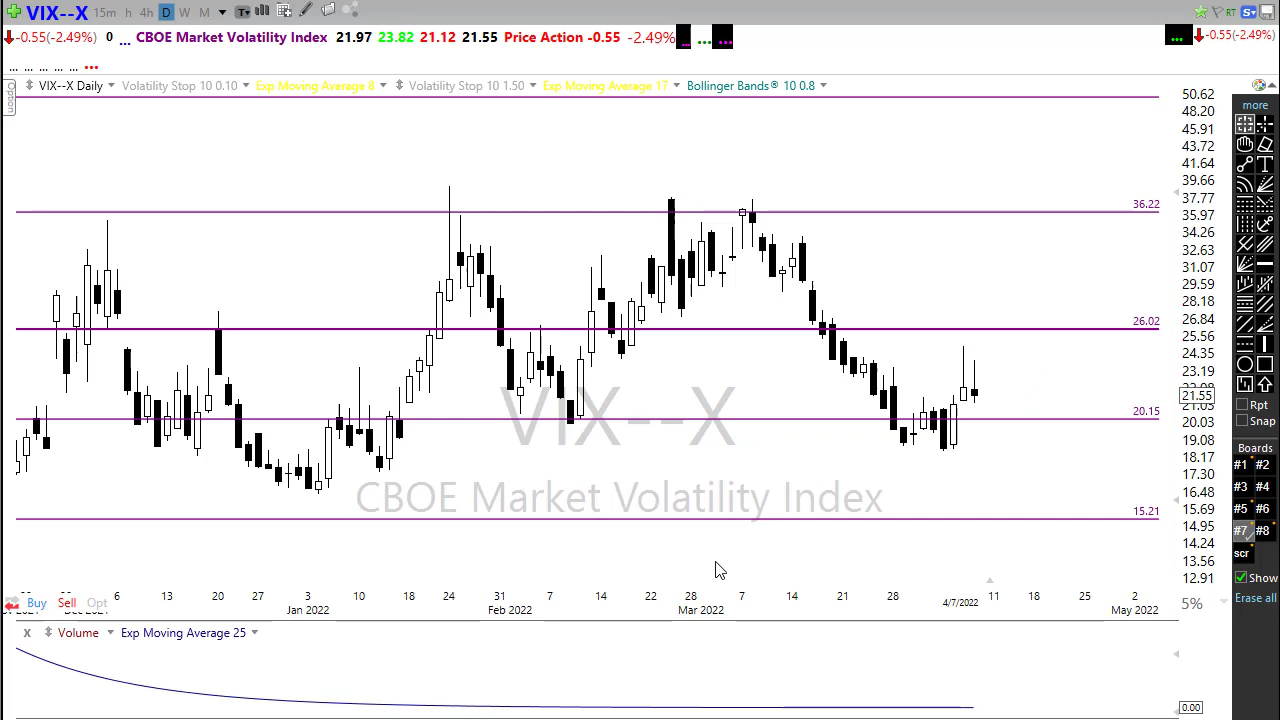 VIX--X 15m h 4h D W M T RT S
-0.55(-2.49%) 0 ... CBOE Market Volatility Index 21.97 23.82 21.12 21.55 Price Action -0.55 -2.49% ... ... ... ... -0.55(-2.49%)
... ... ... ... ...
Option
VIX--X Daily Volatility Stop 10 0.10 Exp Moving Average 8 Volatility Stop 10 1.50 Exp Moving Average 17 Bollinger Bands® 10 0.8
50.62
48.20
45.91
43.72
41.64
39.66
37.77
36.22
35.97
34.26
32.63
31.07
29.59
28.18
26.84
26.02
25.56
24.35
23.19
21.55
20.15
20.03
19.08
18.17
17.30
16.48
15.69
15.21
14.95
14.24
13.56
12.91
VIX--X
CBOE Market Volatility Index
more
T
Rpt
Snap
Boards
#1 #2
#3 #4
#5 #6
#7 #8
scr
Show
Erase all
6 13 20 27 3 10 18 24 31 7 14 22 28 7 14 21 28 4/7/2022 11 18 25 2
Jan 2022 Feb 2022 Mar 2022 May 2022
Buy Sell Opt
5%
x Volume Exp Moving Average 25
0.00